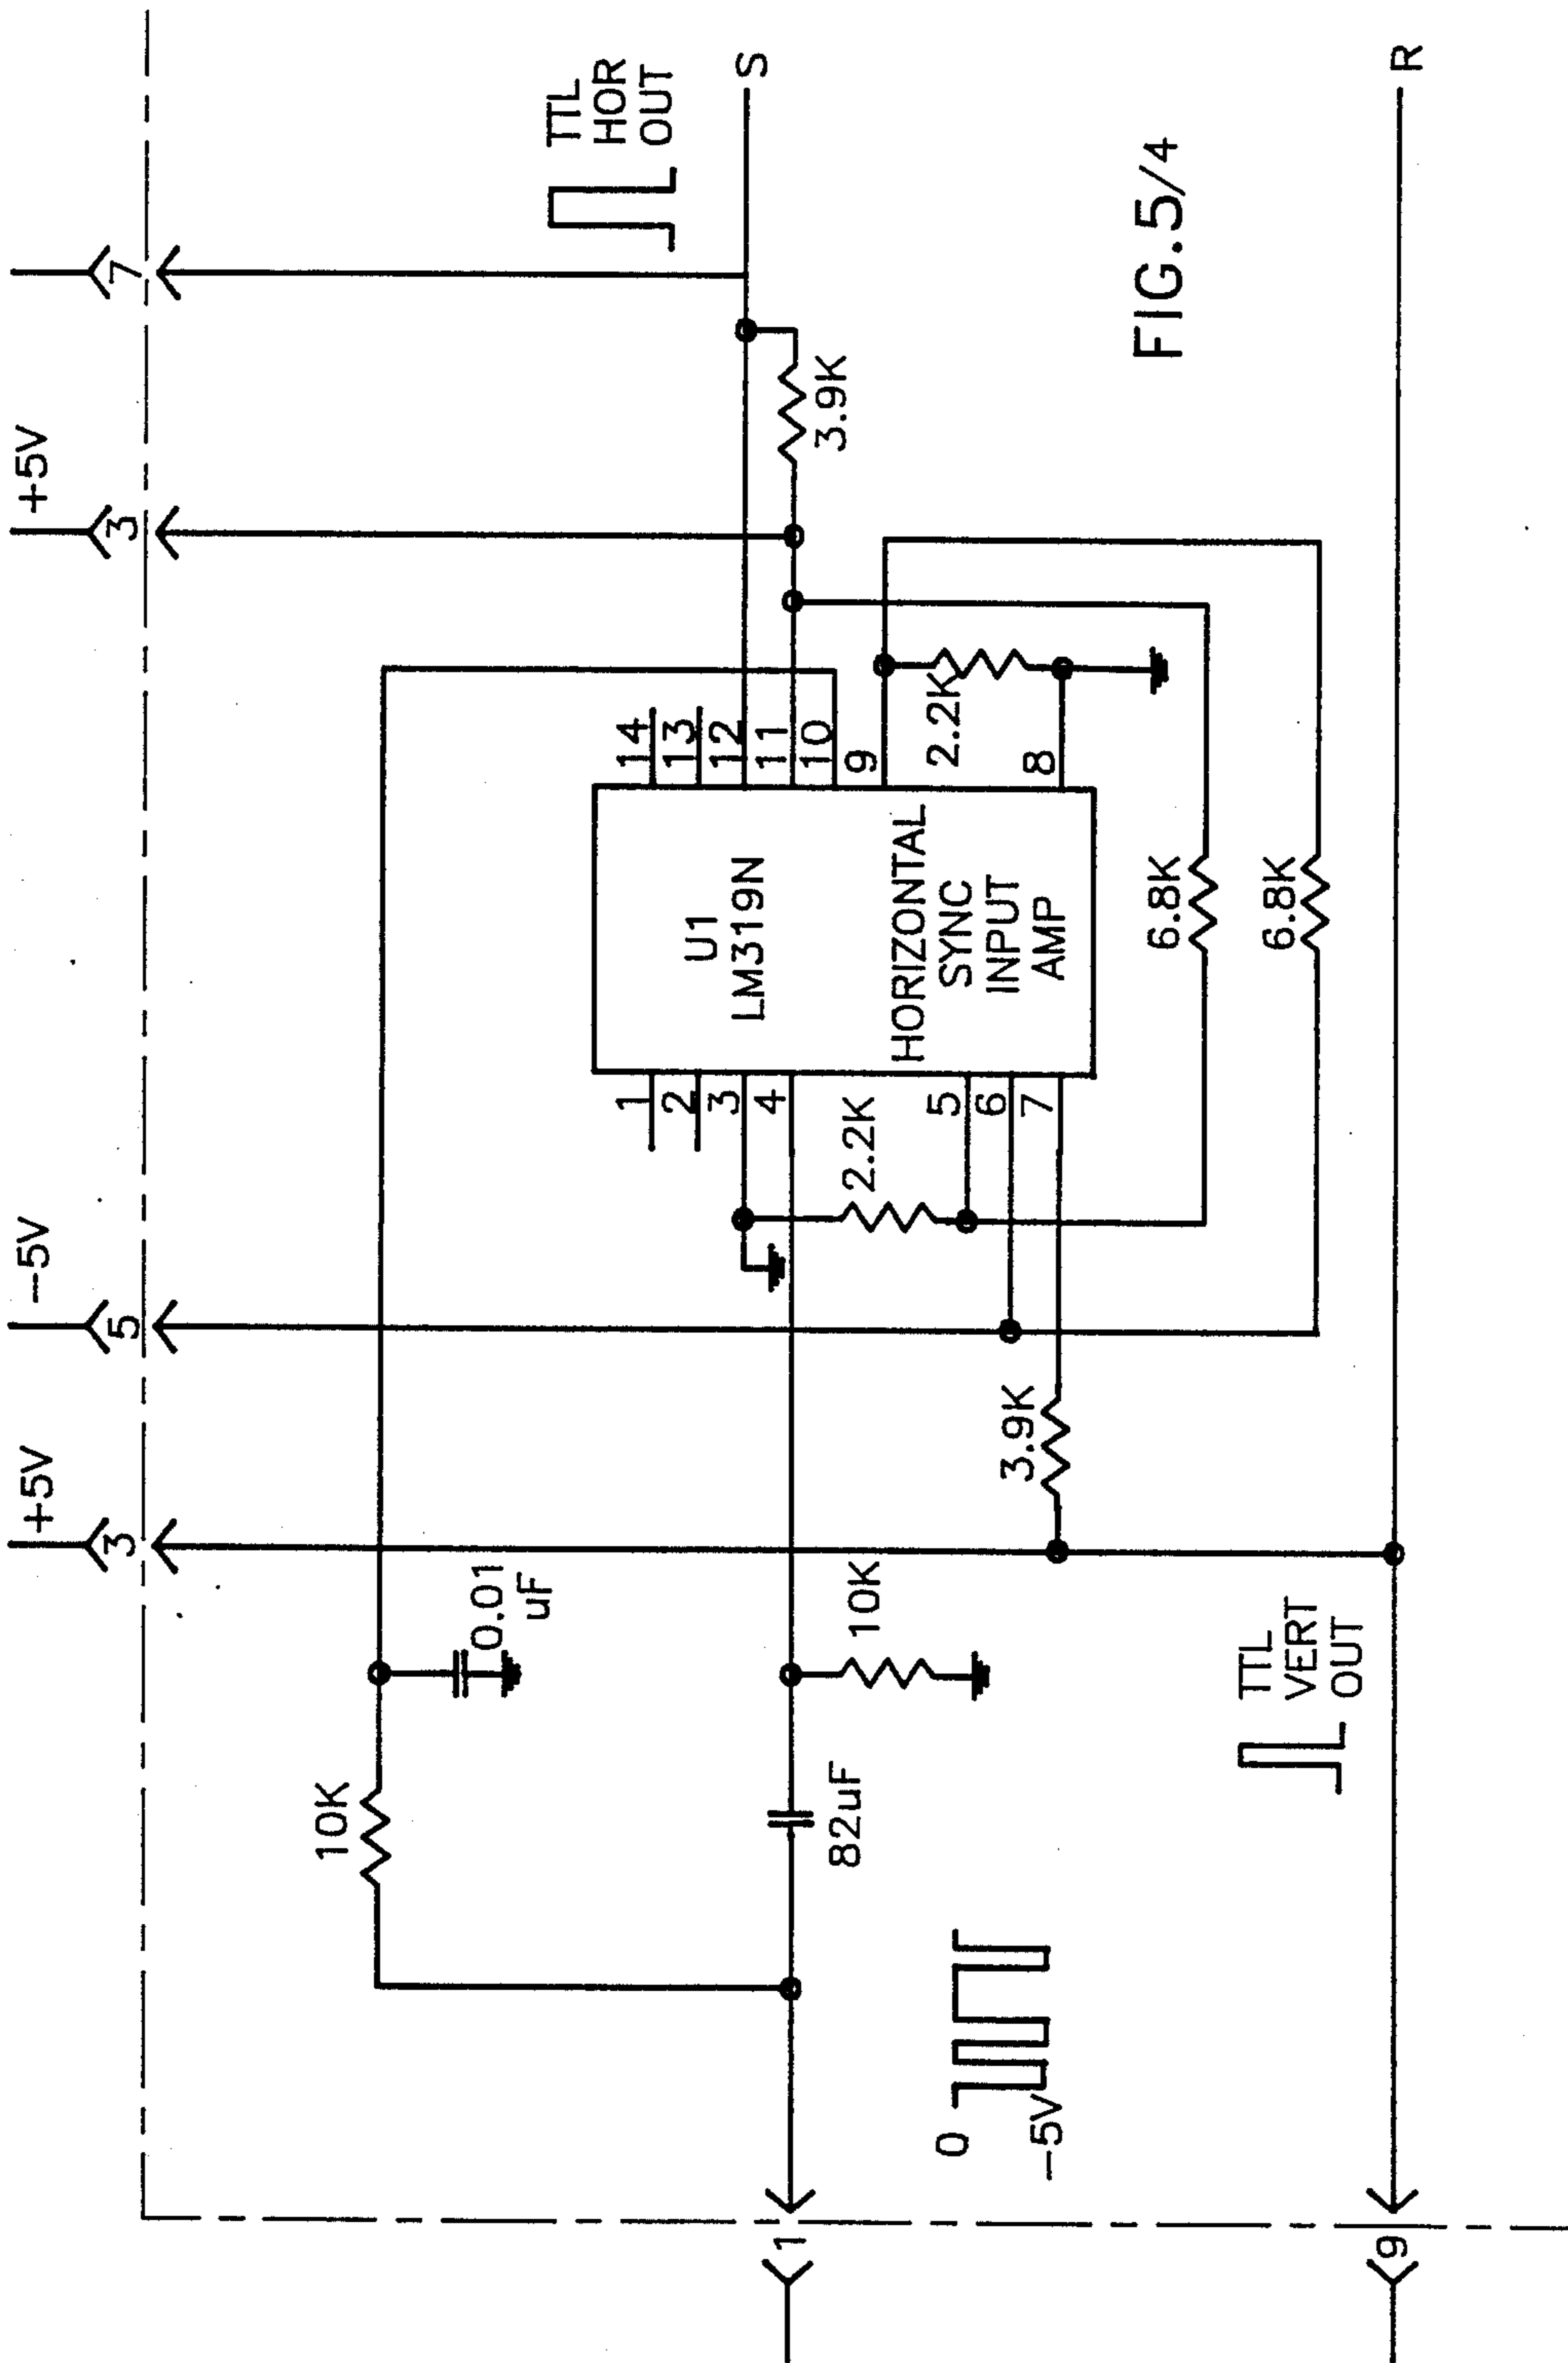 +5V
3
-5V
5
+5V
3
7
10K
0.01
uF
TTL
HOR
OUT
S
1
2
3
4
5
6
7
U1
LM319N
HORIZONTAL
SYNC
INPUT
AMP
14
13
12
11
10
9
8
3.9K
1
82uF
10K
2.2K
2.2K
3.9K
0
-5V
6.8K
6.8K
TTL
VERT
OUT
9
R
FIG.5/4